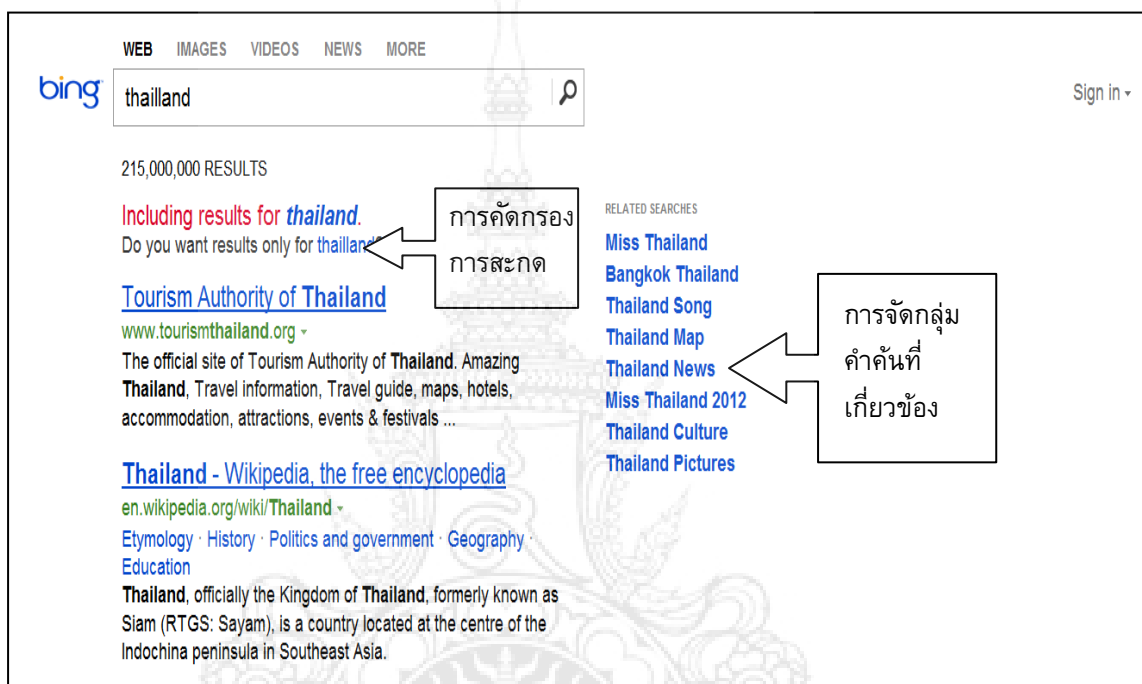 WEB IMAGES VIDEOS NEWS MORE
bing
thailland
Sign in
215,000,000 RESULTS
Including results for thailand.
Do you want results only for thailland?
การคัดกรอง
การสะกด
Tourism Authority of Thailand
www.tourismthailand.org
The official site of Tourism Authority of Thailand. Amazing
Thailand, Travel information, Travel guide, maps, hotels,
accommodation, attractions, events & festivals ...
Thailand - Wikipedia, the free encyclopedia
en.wikipedia.org/wiki/Thailand
Etymology · History · Politics and government · Geography ·
Education
Thailand, officially the Kingdom of Thailand, formerly known as
Siam (RTGS: Sayam), is a country located at the centre of the
Indochina peninsula in Southeast Asia.
RELATED SEARCHES
Miss Thailand
Bangkok Thailand
Thailand Song
Thailand Map
Thailand News
Miss Thailand 2012
Thailand Culture
Thailand Pictures
การจัดกลุ่ม
คำค้นที่
เกี่ยวข้อง